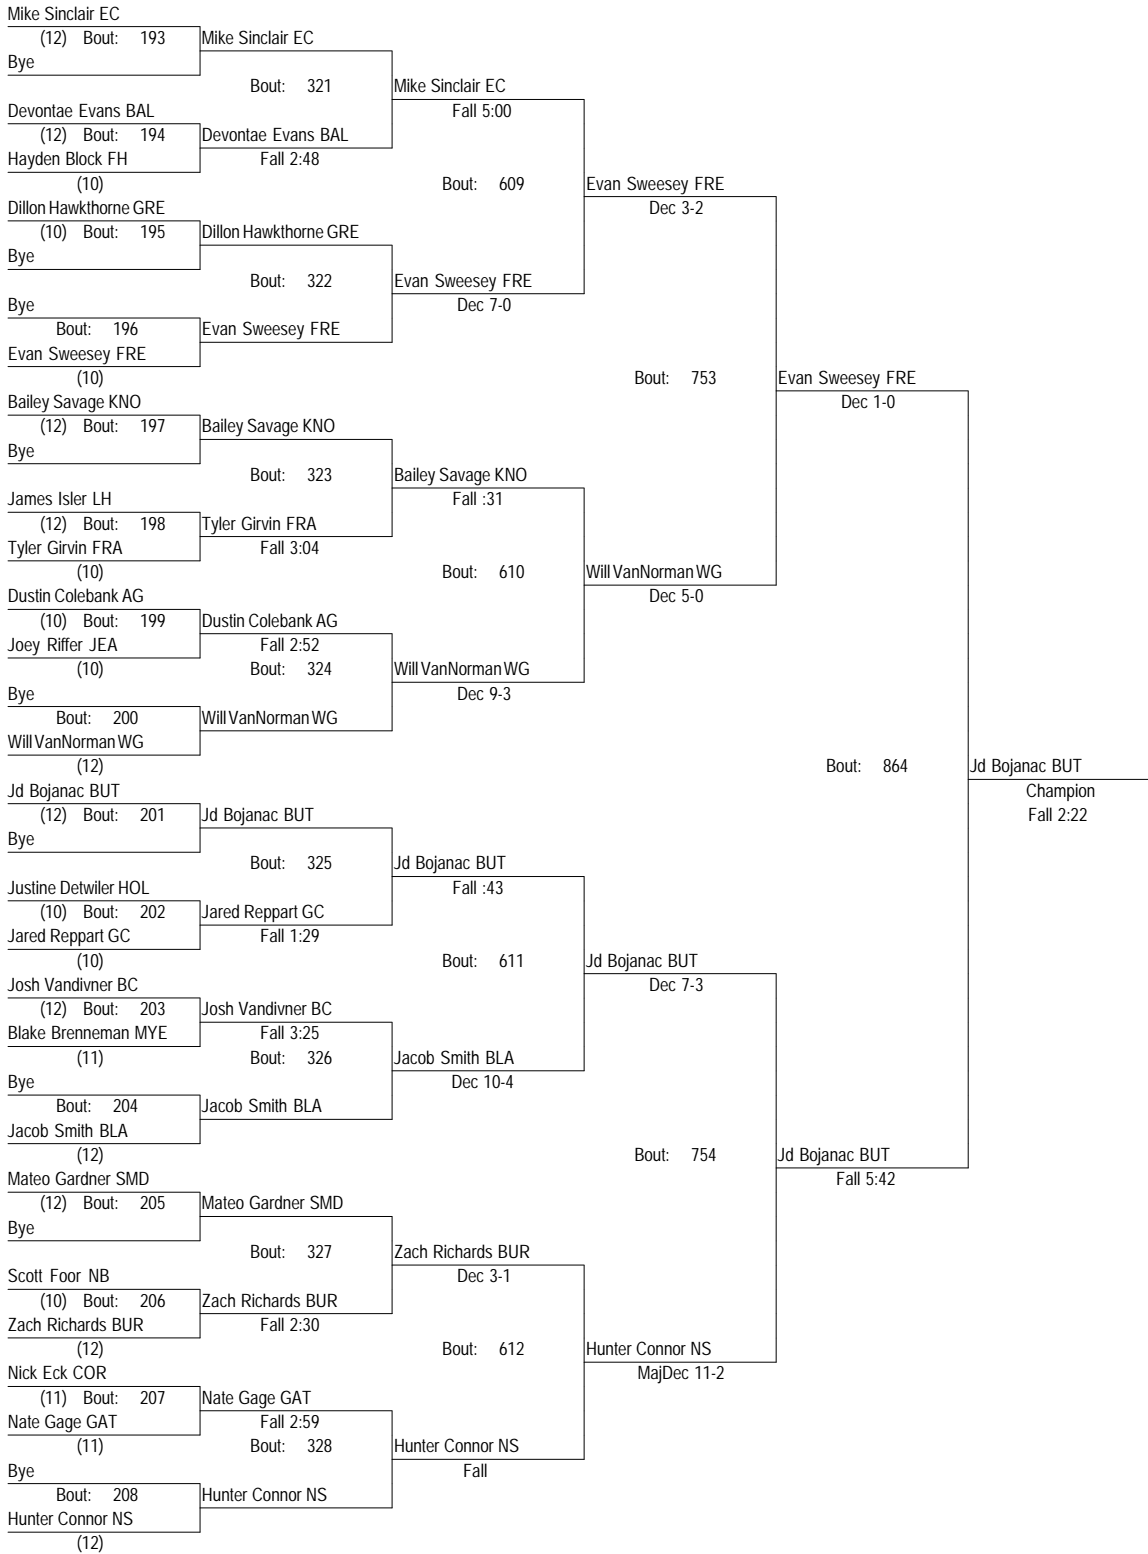 Mike Sinclair EC
(12) Bout: 193 Mike Sinclair EC
Bye
Bout: 321 Mike Sinclair EC
Devontae Evans BAL Fall 5:00
(12) Bout: 194 Devontae Evans BAL
Hayden Block FH Fall 2:48
(10) Bout: 609 Evan Sweesey FRE
Dillon Hawkthorne GRE Dec 3-2
(10) Bout: 195 Dillon Hawkthorne GRE
Bye
Bout: 322 Evan Sweesey FRE
Bye Dec 7-0
Bout: 196 Evan Sweesey FRE
Evan Sweesey FRE
(10) Bout: 753 Evan Sweesey FRE
Bailey Savage KNO Dec 1-0
(12) Bout: 197 Bailey Savage KNO
Bye
Bout: 323 Bailey Savage KNO
James Isler LH Fall :31
(12) Bout: 198 Tyler Girvin FRA
Tyler Girvin FRA Fall 3:04
(10) Bout: 610 Will VanNorman WG
Dustin Colebank AG Dec 5-0
(10) Bout: 199 Dustin Colebank AG
Joey Riffer JEA Fall 2:52
(10) Bout: 324 Will VanNorman WG
Bye Dec 9-3
Bout: 200 Will VanNorman WG
Will VanNorman WG
(12) Bout: 864 Jd Bojanac BUT
Jd Bojanac BUT Champion
(12) Bout: 201 Jd Bojanac BUT Fall 2:22
Bye
Bout: 325 Jd Bojanac BUT
Justine Detwiler HOL Fall :43
(10) Bout: 202 Jared Reppart GC
Jared Reppart GC Fall 1:29
(10) Bout: 611 Jd Bojanac BUT
Josh Vandivner BC Dec 7-3
(12) Bout: 203 Josh Vandivner BC
Blake Brenneman MYE Fall 3:25
(11) Bout: 326 Jacob Smith BLA
Bye Dec 10-4
Bout: 204 Jacob Smith BLA
Jacob Smith BLA
(12) Bout: 754 Jd Bojanac BUT
Mateo Gardner SMD Fall 5:42
(12) Bout: 205 Mateo Gardner SMD
Bye
Bout: 327 Zach Richards BUR
Scott Foor NB Dec 3-1
(10) Bout: 206 Zach Richards BUR
Zach Richards BUR Fall 2:30
(12) Bout: 612 Hunter Connor NS
Nick Eck COR MajDec 11-2
(11) Bout: 207 Nate Gage GAT
Nate Gage GAT Fall 2:59
(11) Bout: 328 Hunter Connor NS
Bye Fall
Bout: 208 Hunter Connor NS
Hunter Connor NS
(12)